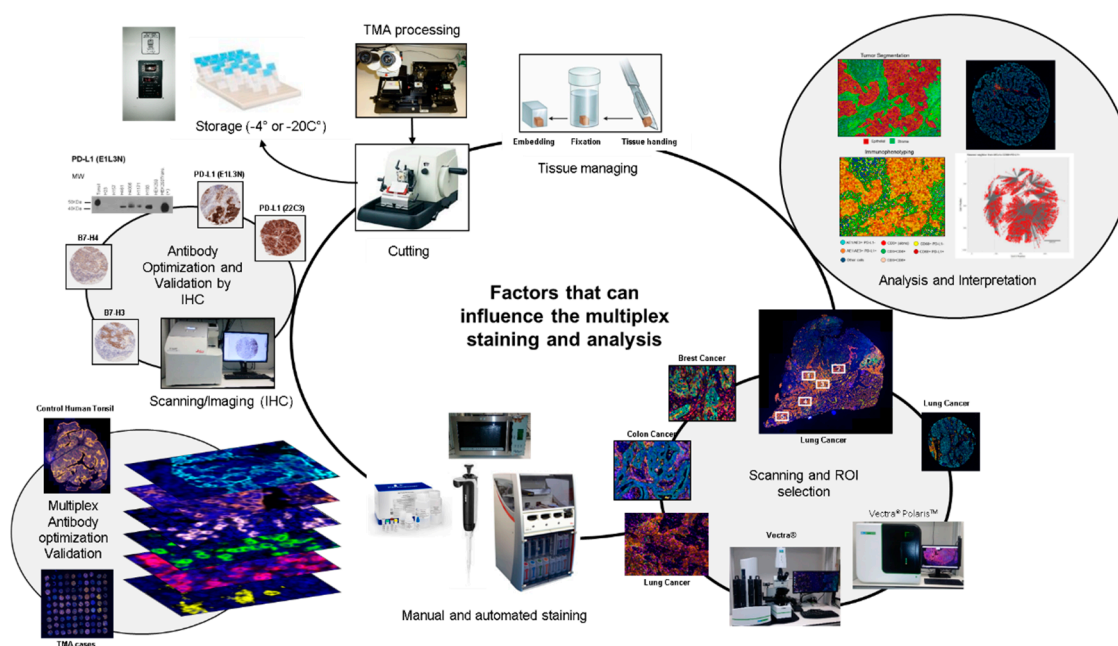 TMA processing
Storage (-4° or -20C°)
Embedding
Fixation
Tissue handing
Tissue managing
Cutting
PD-L1 (E1L3N)
MW
PD-L1 (E1L3N)
PD-L1 (22C3)
B7-H4
Antibody
Optimization and
Validation by
IHC
B7-H3
Scanning/Imaging (IHC)
Factors that can
influence the multiplex
staining and analysis
Tumor Segmentation
Immunophenotyping
Other cells
Analysis and Interpretation
Control Human Tonsil
Multiplex
Antibody
optimization
Validation
TMA cases
Manual and automated staining
Brest Cancer
Colon Cancer
Lung Cancer
Lung Cancer
Lung Cancer
Scanning and ROI
selection
Vectra®
Vectra® Polaris™